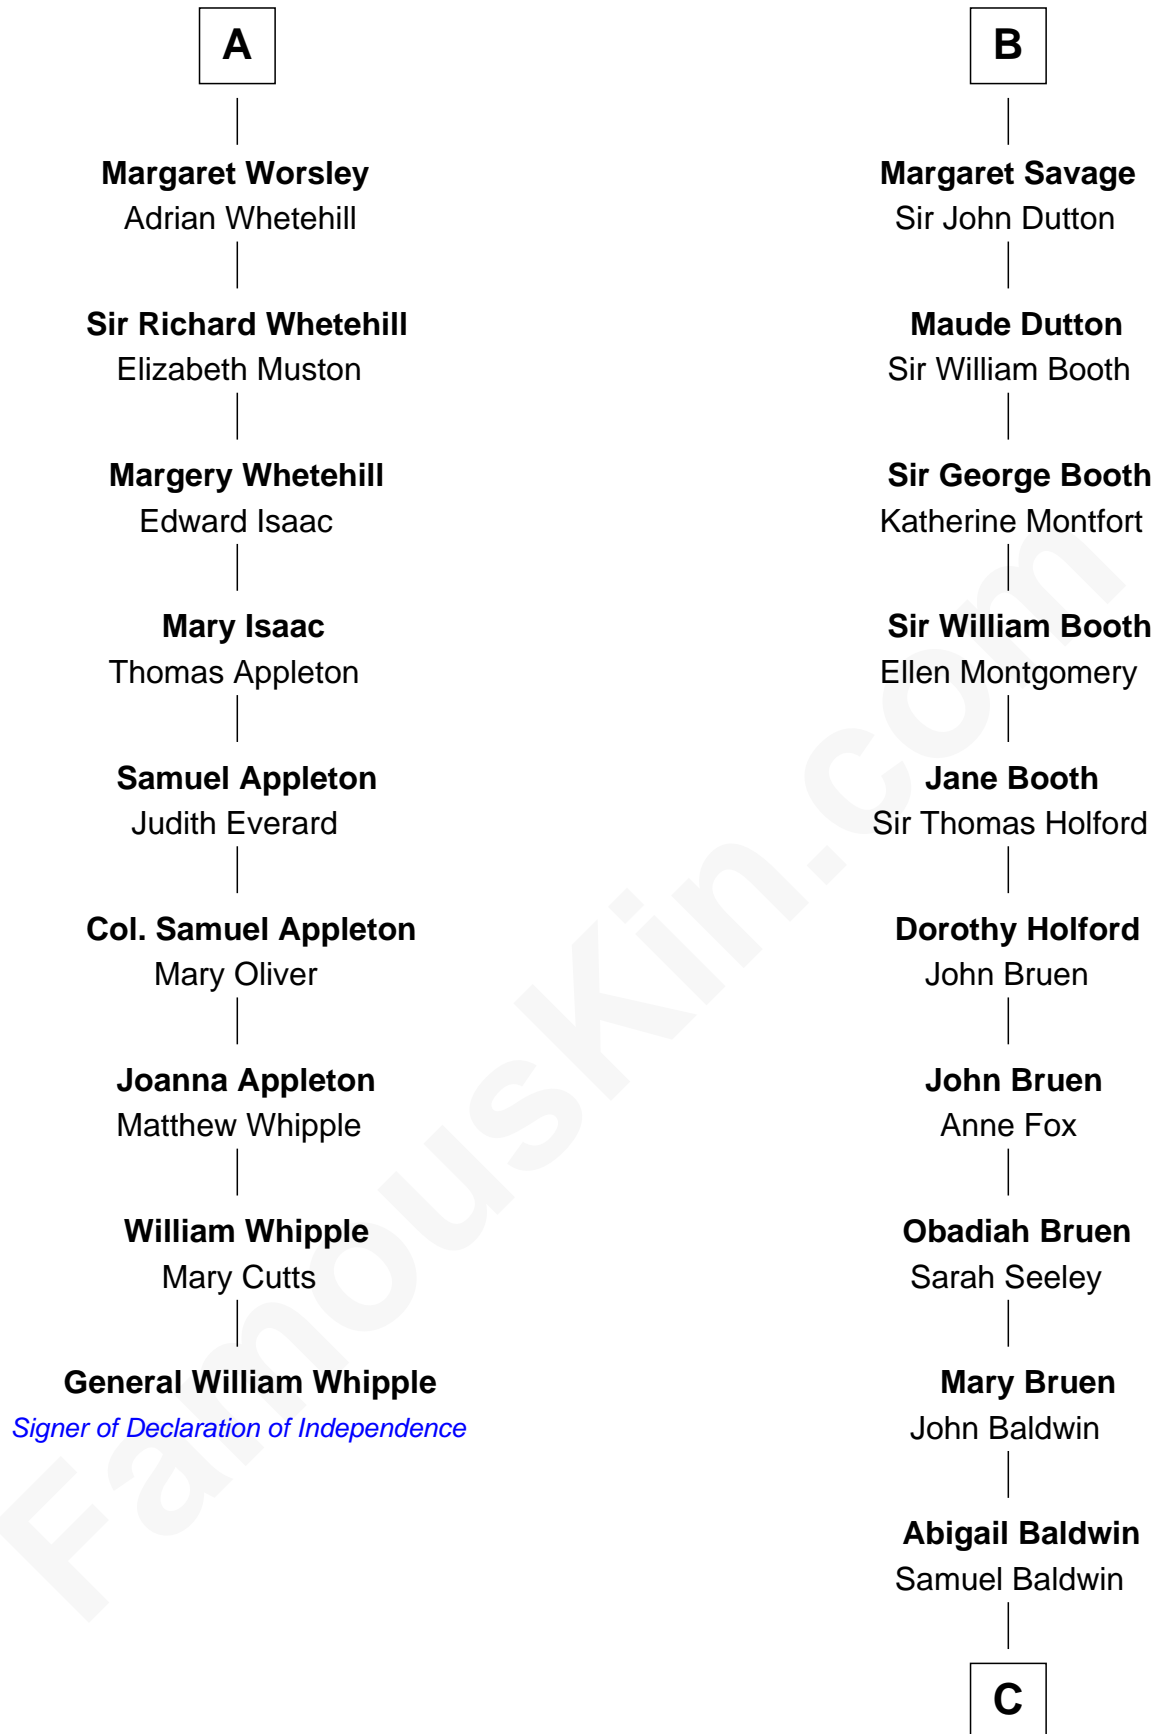 A
Margaret Worsley
Adrian Whetehill
Sir Richard Whetehill
Elizabeth Muston
Margery Whetehill
Edward Isaac
Mary Isaac
Thomas Appleton
Samuel Appleton
Judith Everard
Col. Samuel Appleton
Mary Oliver
Joanna Appleton
Matthew Whipple
William Whipple
Mary Cutts
General William Whipple
Signer of Declaration of Independence
B
Margaret Savage
Sir John Dutton
Maude Dutton
Sir William Booth
Sir George Booth
Katherine Montfort
Sir William Booth
Ellen Montgomery
Jane Booth
Sir Thomas Holford
Dorothy Holford
John Bruen
John Bruen
Anne Fox
Obadiah Bruen
Sarah Seeley
Mary Bruen
John Baldwin
Abigail Baldwin
Samuel Baldwin
C
FamousKin.com